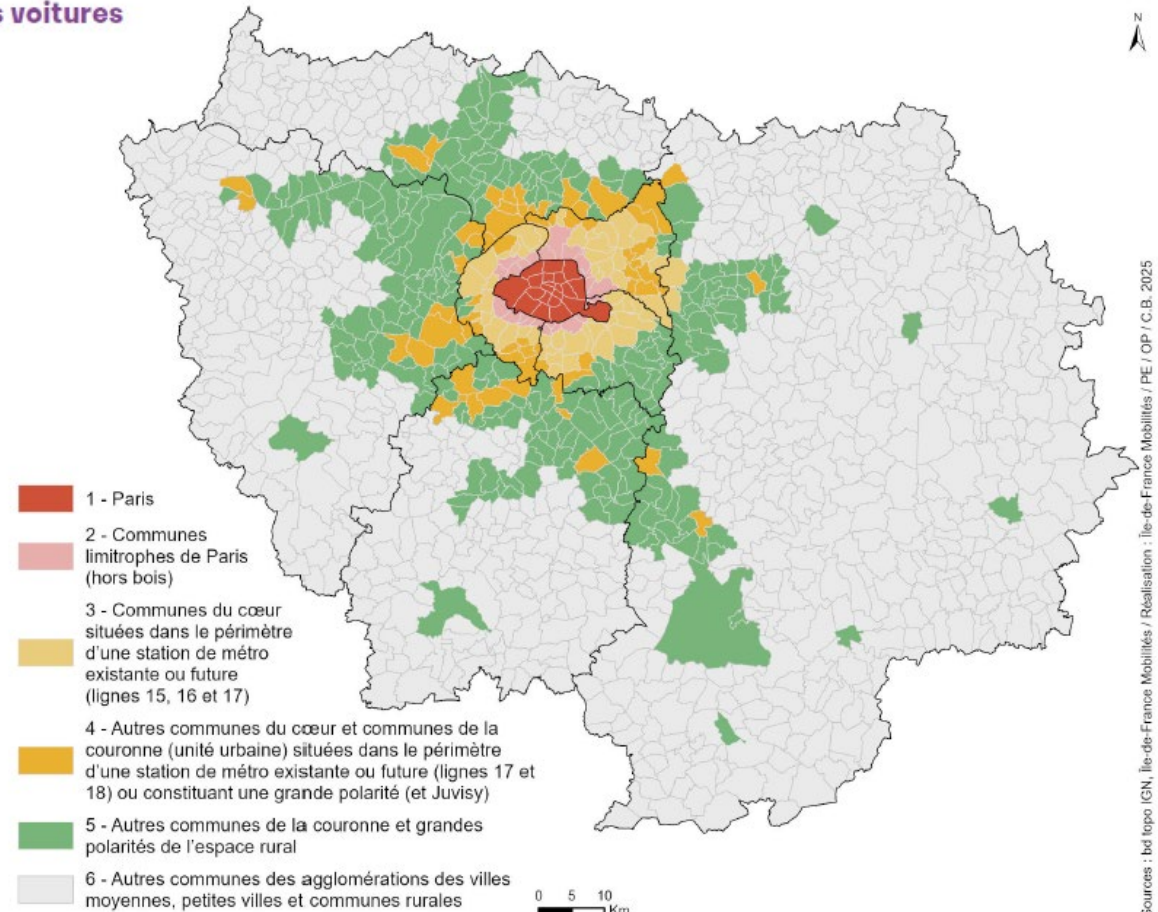 s voitures
N
1 - Paris
2 - Communes
limitrophes de Paris
(hors bois)
3 - Communes du cœur
situées dans le périmètre
d'une station de métro
existante ou future
(lignes 15, 16 et 17)
4 - Autres communes du cœur et communes de la
couronne (unité urbaine) situées dans le périmètre
d'une station de métro existante ou future (lignes 17 et
18) ou constituant une grande polarité (et Juvisy)
5 - Autres communes de la couronne et grandes
polarités de l'espace rural
6 - Autres communes des agglomérations des villes
moyennes, petites villes et communes rurales
0 5 10
Km
Sources : bd topo IGN, Île-de-France Mobilités / Réalisation : Île-de-France Mobilités / PE / OP / C.B. 2025